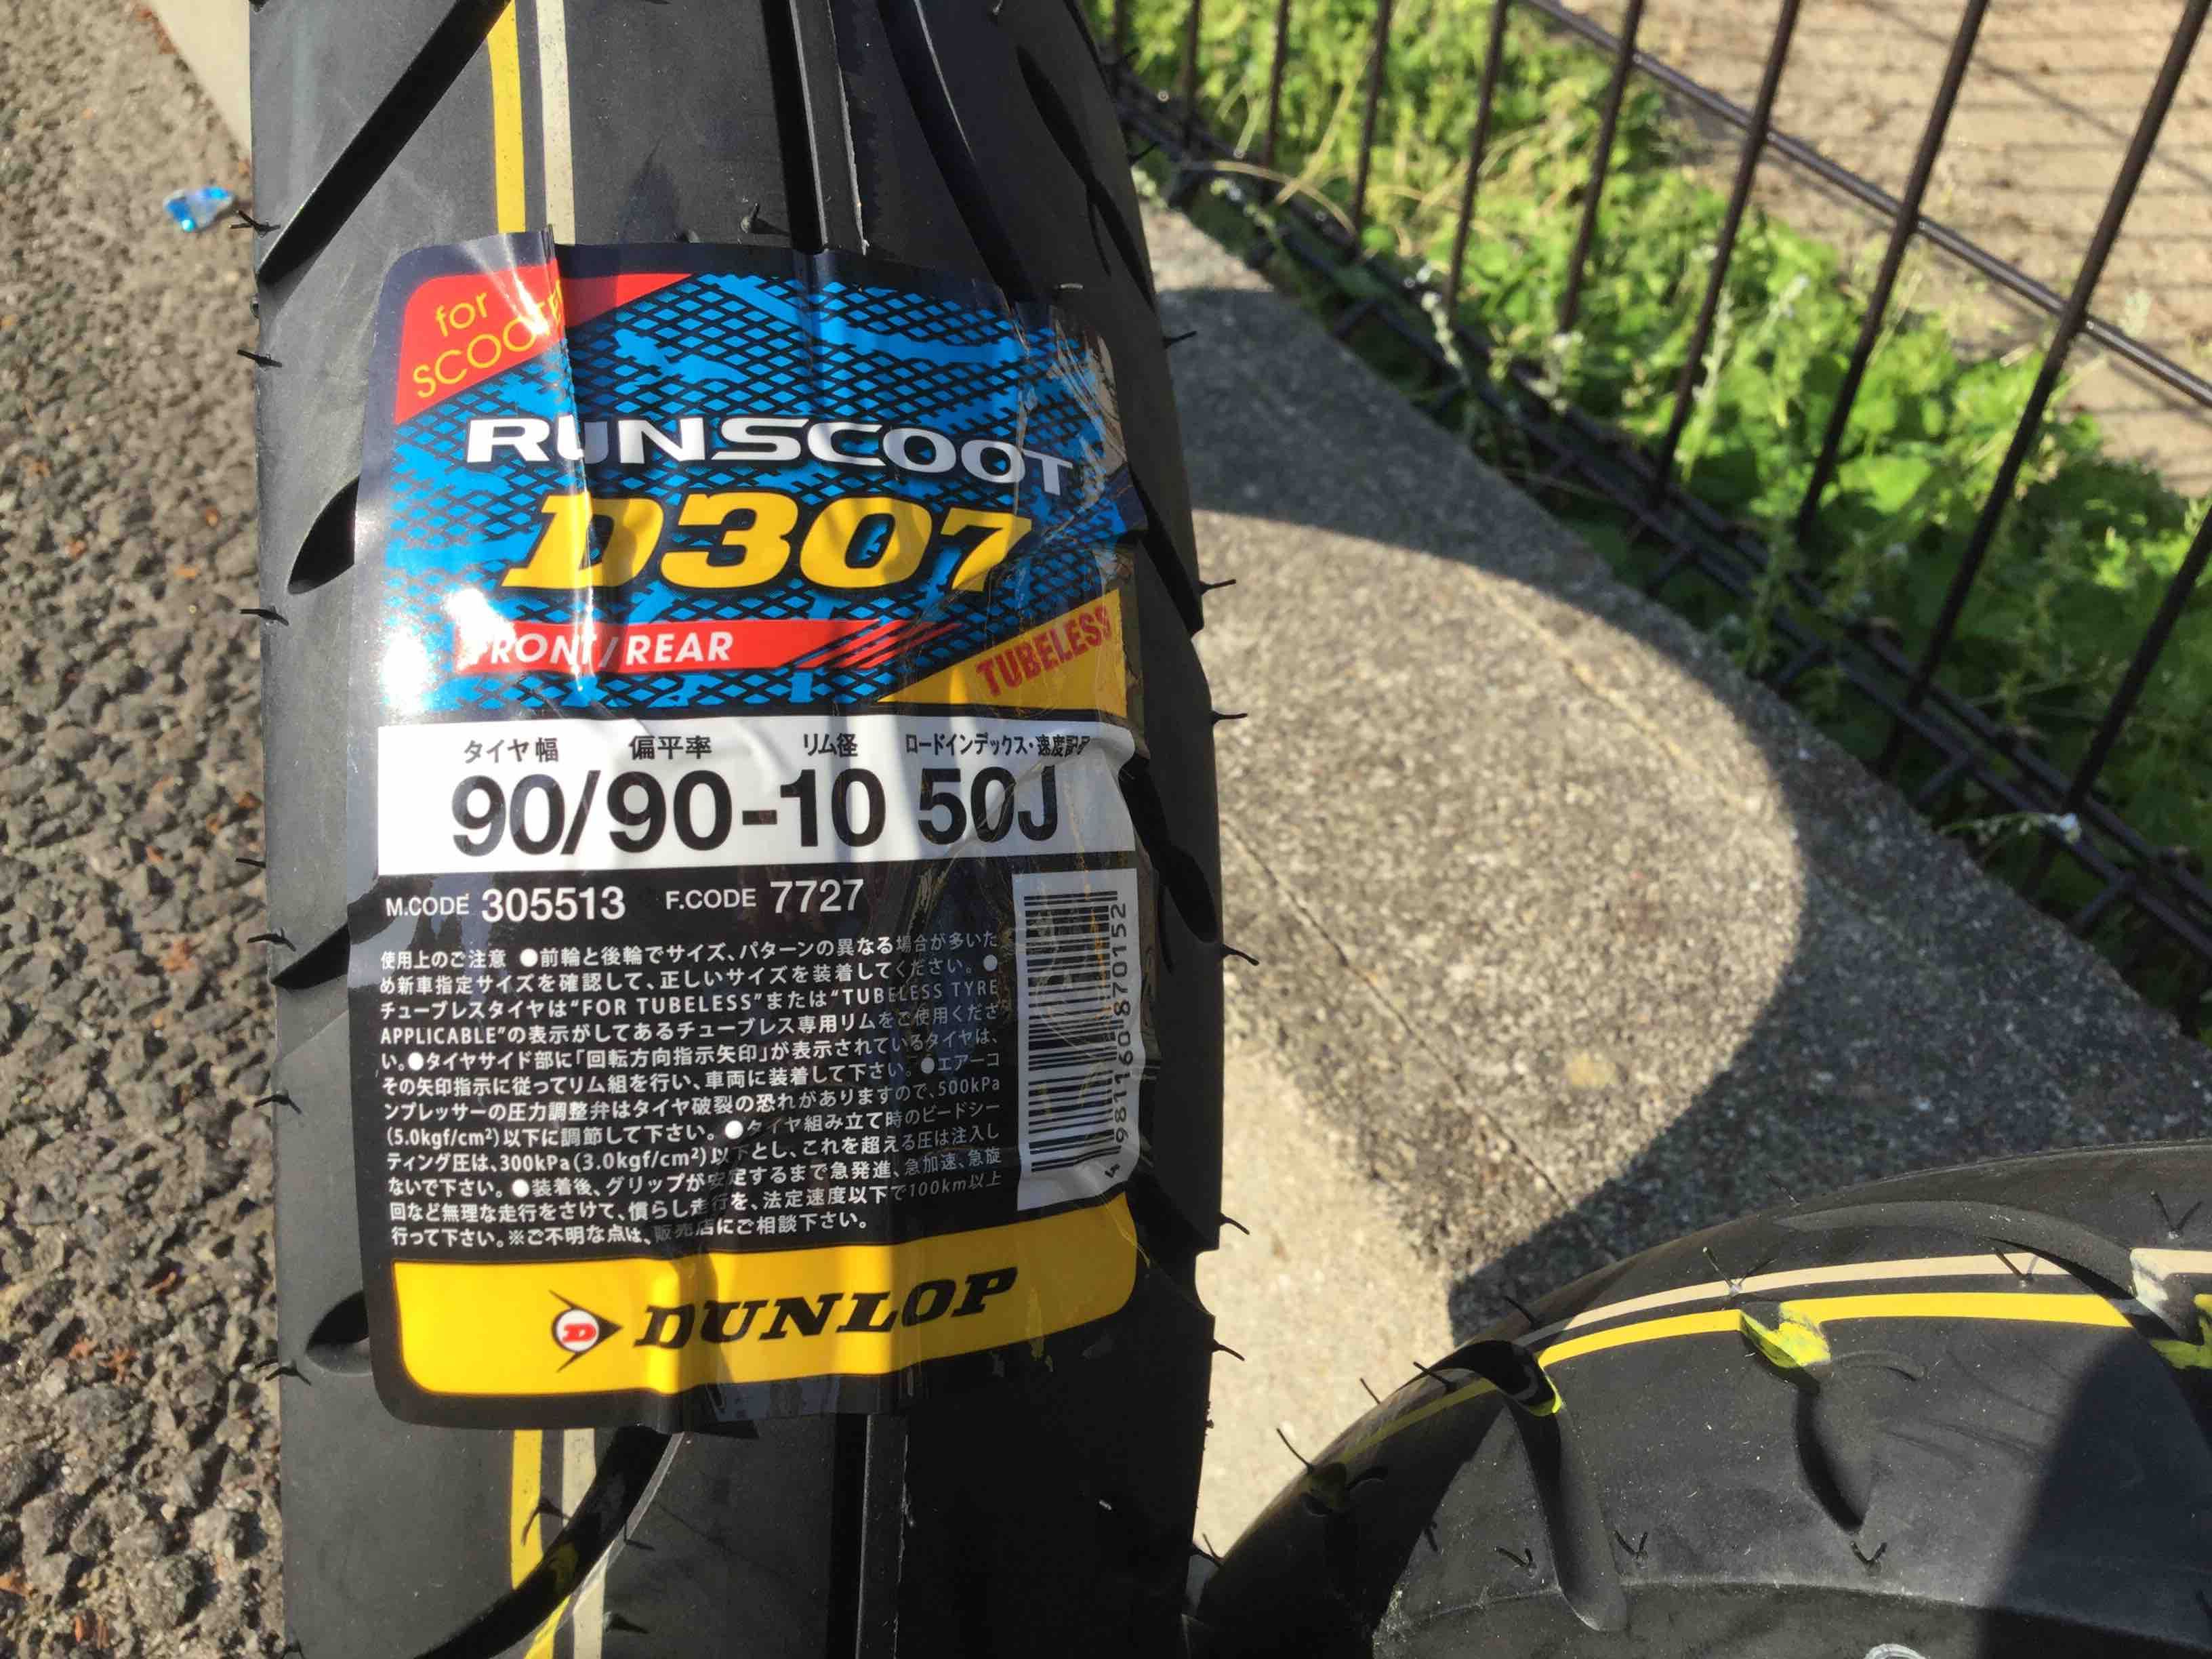 for
SCOOTER
RUNSCOOT
D307
FRONT/REAR
TUBELESS
タイヤ幅 偏平率 リム径 ロードインデックス・速度記号
90/90-10 50J
M.CODE 305513 F.CODE 7727
使用上のご注意 ●前輪と後輪でサイズ、パターンの異なる場合が多いた
め新車指定サイズを確認して、正しいサイズを装着してください。●
チューブレスタイヤは“FOR TUBELESS”または“TUBELESS TYRE
APPLICABLE”の表示がしてあるチューブレス専用リムをご使用くださ
い。●タイヤサイド部に「回転方向指示矢印」が表示されているタイヤは、
その矢印指示に従ってリム組を行い、車両に装着して下さい。●エアーコ
ンプレッサーの圧力調整弁はタイヤ破裂の恐れがありますので、500kPa
(5.0kgf/cm²)以下に調節して下さい。●タイヤ組み立て時のビードシー
ティング圧は、300kPa(3.0kgf/cm²)以下とし、これを超える圧は注入し
ないで下さい。●装着後、グリップが安定するまで急発進、急加速、急旋
回など無理な走行をさけて、慣らし走行を、法定速度以下で100km以上
行って下さい。※ご不明な点は、販売店にご相談下さい。
4 981160 870152
D DUNLOP